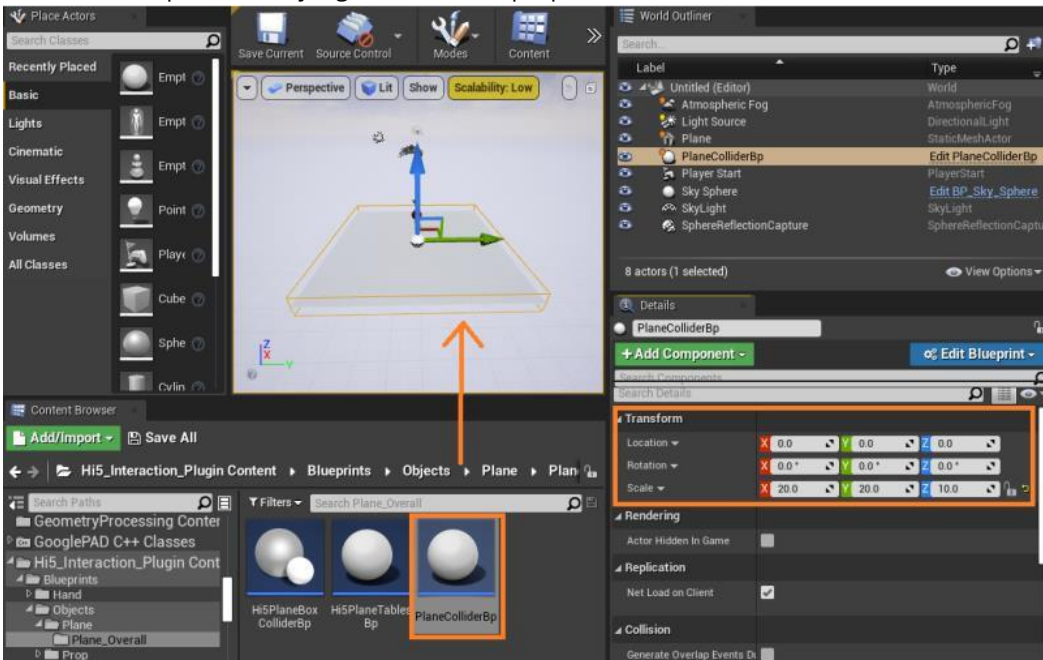 Place Actors
Search Classes
Recently Placed
Basic
Lights
Cinematic
Visual Effects
Geometry
Volumes
All Classes
Empt
Empt
Empt
Point
Playe
Cube
Sphe
Cylin
Save Current Source Control Modes Content
Perspective Lit Show Scalability: Low
Z
X
Y
World Outliner
Search...
Label Type
Untitled (Editor) World
Atmospheric Fog AtmosphericFog
Light Source DirectionalLight
Plane StaticMeshActor
PlaneColliderBp Edit PlaneColliderBp
Player Start PlayerStart
Sky Sphere Edit BP_Sky_Sphere
SkyLight SkyLight
SphereReflectionCapture SphereReflectionCaptu
8 actors (1 selected) View Options
Details
PlaneColliderBp
+Add Component Edit Blueprint
Search Components
Search Details
Transform
Location X 0.0 Y 0.0 Z 0.0
Rotation X 0.0° Y 0.0° Z 0.0°
Scale X 20.0 Y 20.0 Z 10.0
Rendering
Actor Hidden In Game
Replication
Net Load on Client
Collision
Generate Overlap Events Du
Content Browser
Add/Import Save All
Hi5_Interaction_Plugin Content Blueprints Objects Plane Plan
Search Paths
GeometryProcessing Conter
GooglePAD C++ Classes
Hi5_Interaction_Plugin Cont
Blueprints
Hand
Objects
Plane
Plane_Overall
Prop
Filters Search Plane_Overall
Hi5PlaneBox
ColliderBp
Hi5PlaneTables
Bp
PlaneColliderBp